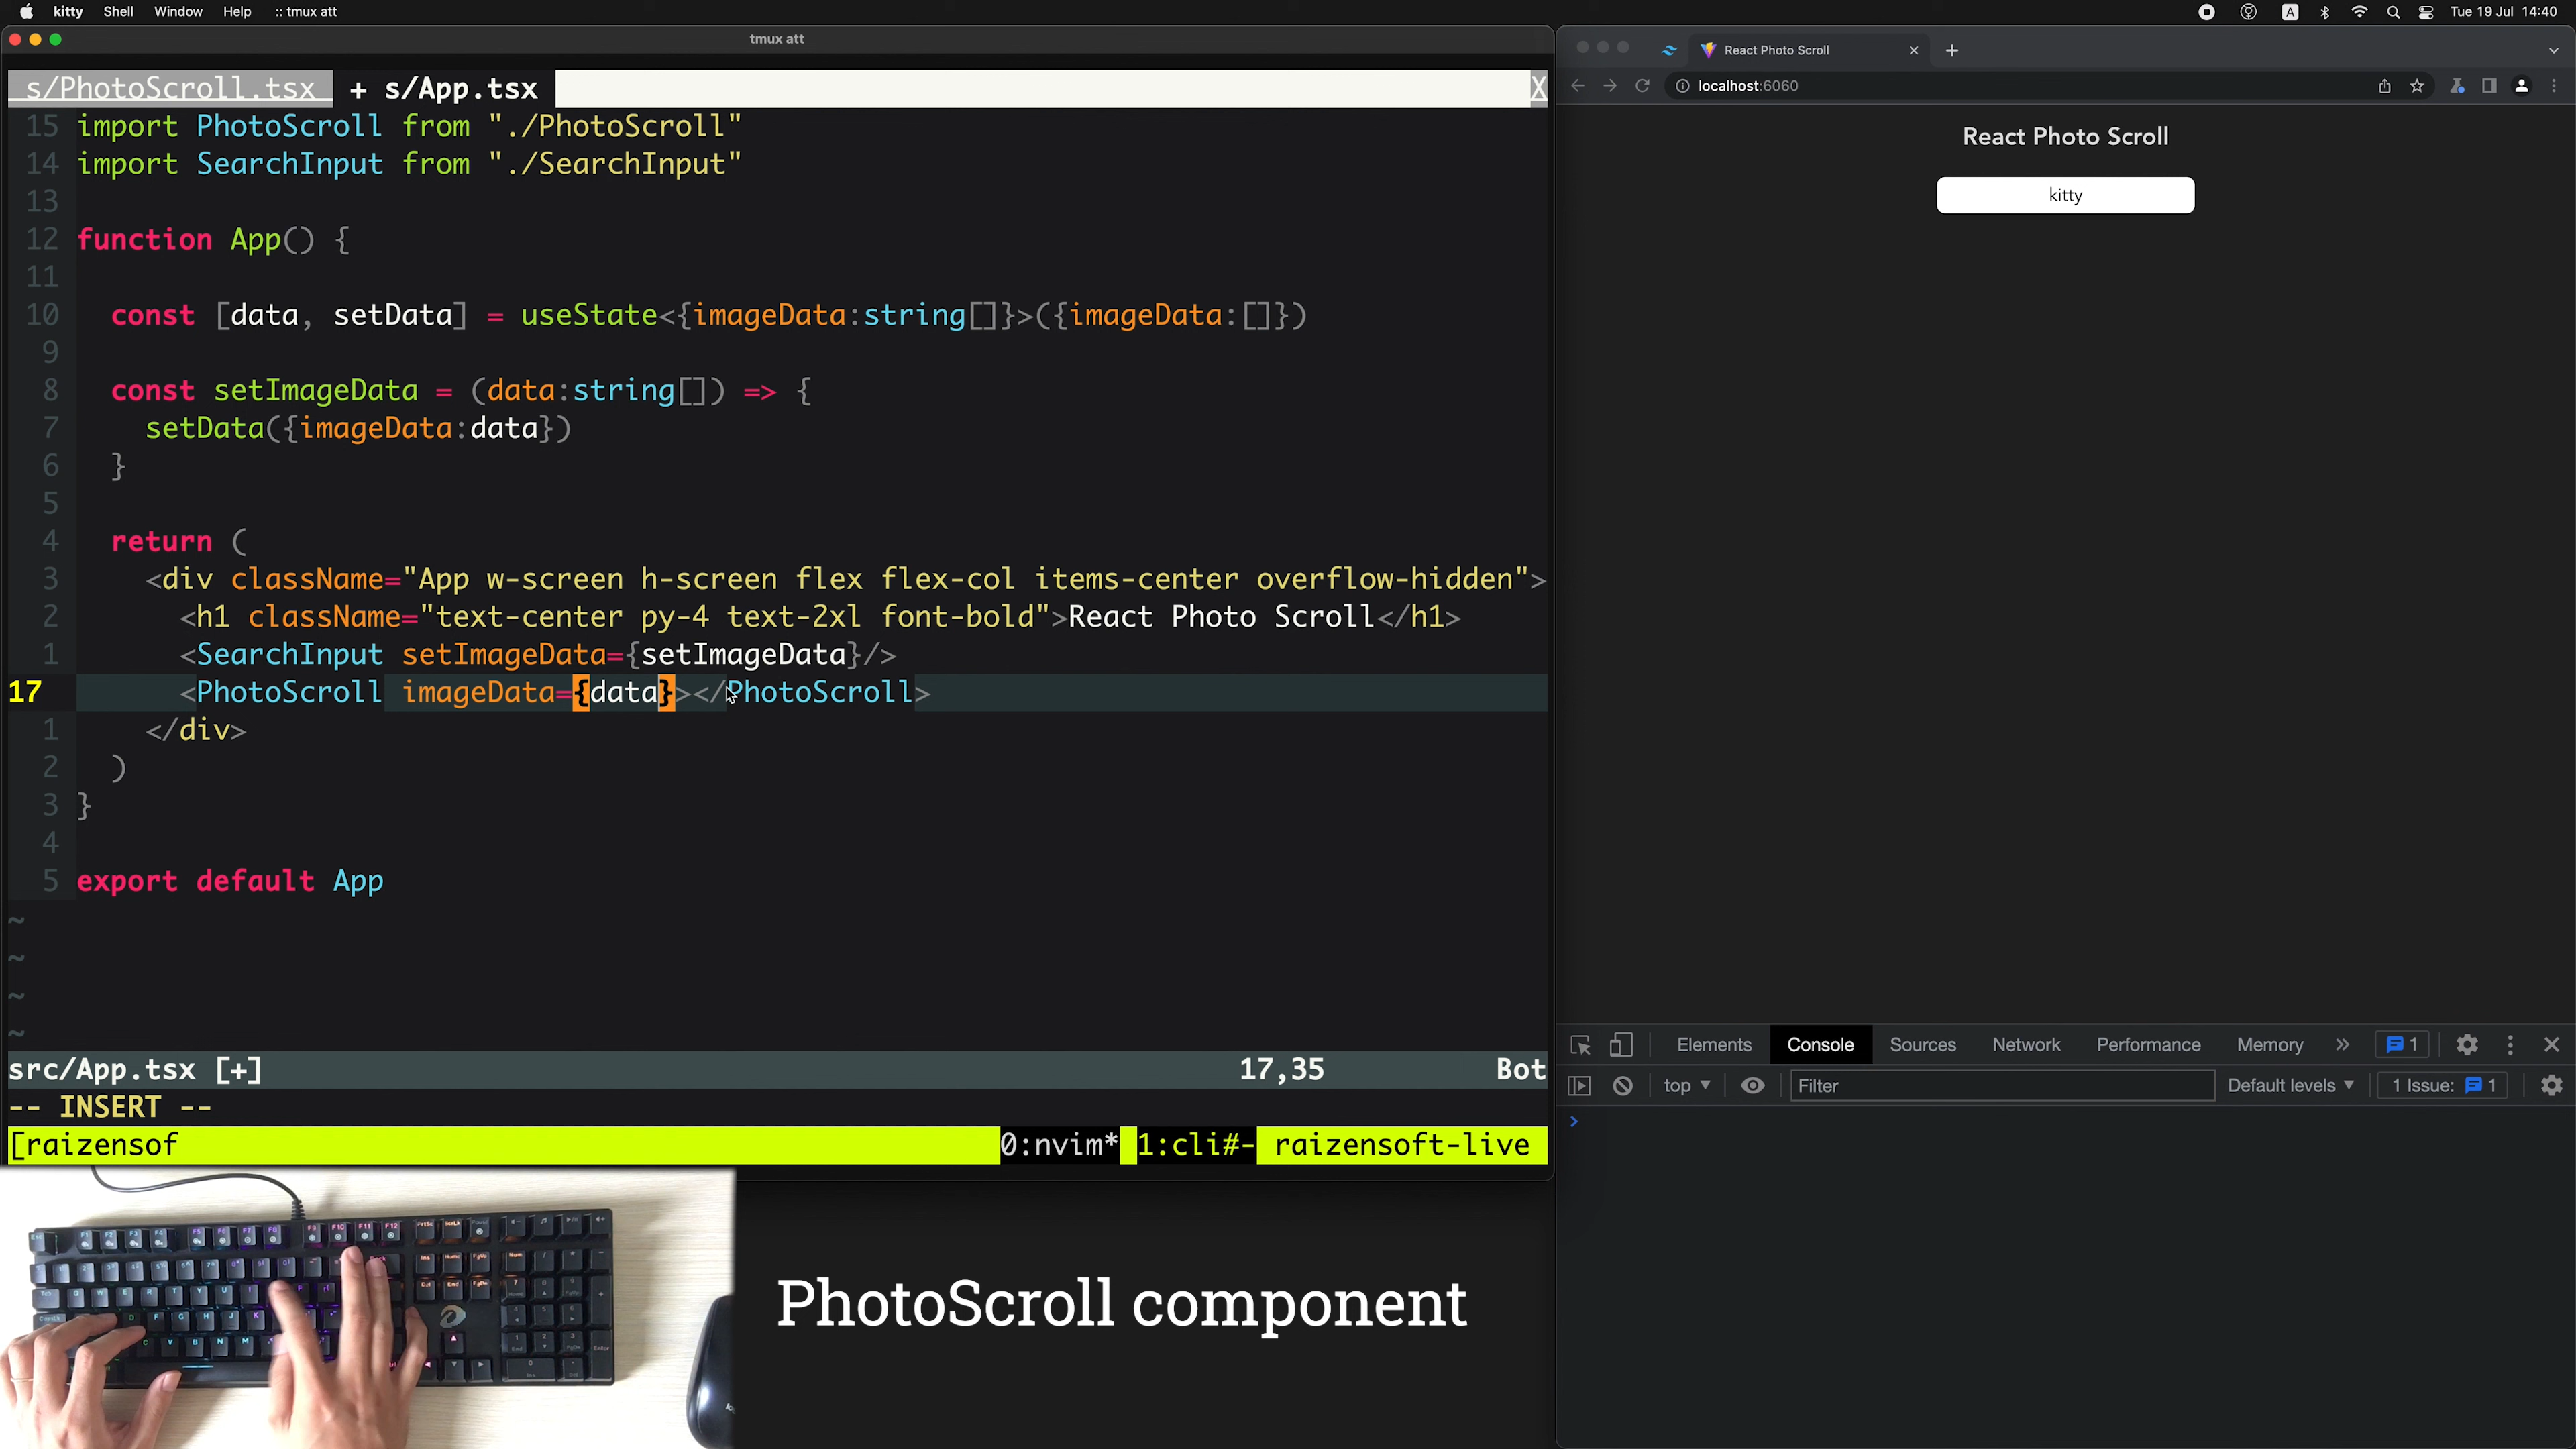 kitty Shell Window Help :: tmux att
A Tue 19 Jul 14:40
tmux att
s/PhotoScroll.tsx + s/App.tsx X
15 import PhotoScroll from "./PhotoScroll"
14 import SearchInput from "./SearchInput"
13
12 function App() {
11
10 const [data, setData] = useState<{imageData:string[]}>({imageData:[]})
9
8 const setImageData = (data:string[]) => {
7 setData({imageData:data})
6 }
5
4 return (
3 <div className="App w-screen h-screen flex flex-col items-center overflow-hidden">
2 <h1 className="text-center py-4 text-2xl font-bold">React Photo Scroll</h1>
1 <SearchInput setImageData={setImageData}/>
17 <PhotoScroll imageData={data}></PhotoScroll>
1 </div>
2 )
3 }
4
5 export default App
~
~
~
~
src/App.tsx [+] 17,35 Bot
-- INSERT --
[raizensof 0:nvim* 1:cli#- raizensoft-live
PhotoScroll component
React Photo Scroll
localhost:6060
React Photo Scroll
kitty
Elements Console Sources Network Performance Memory » 1
top ▼ Filter Default levels ▼ 1 Issue: 1
>